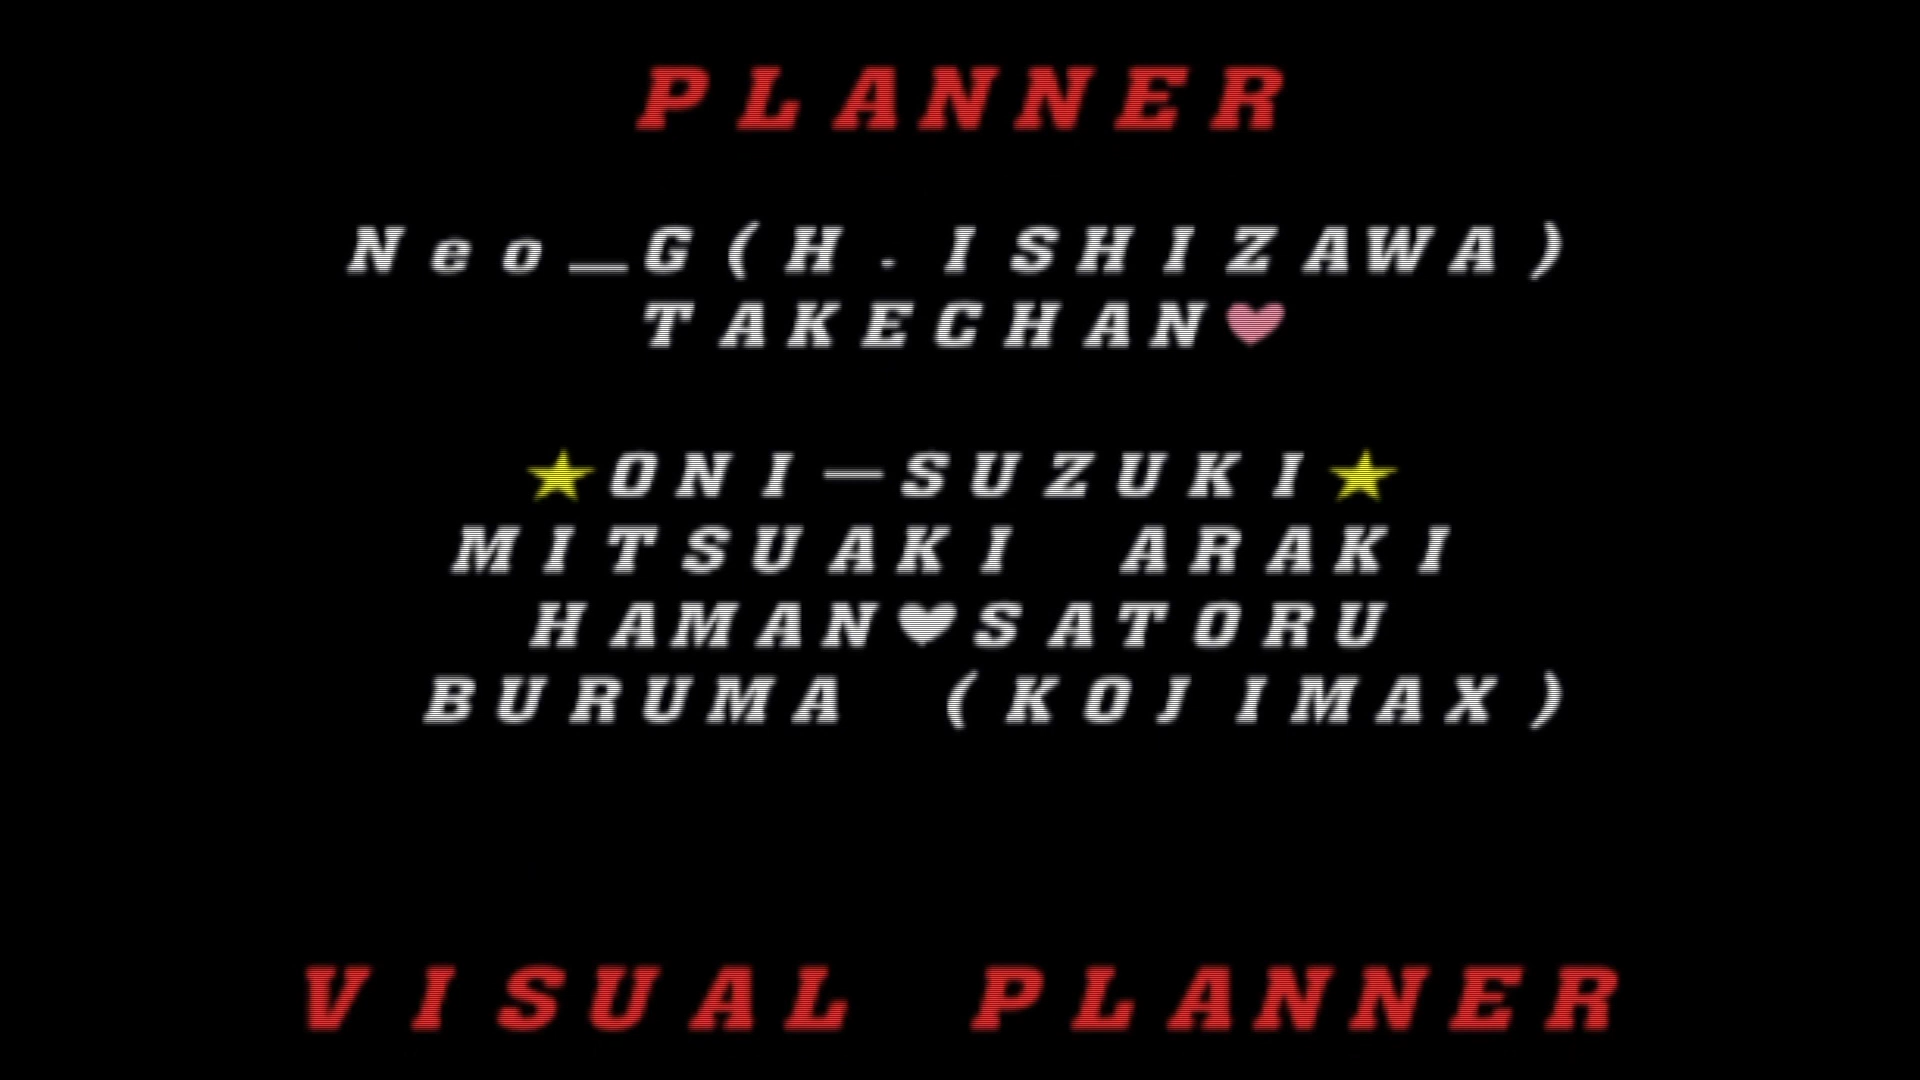 PLANNER
Neo_G(H.ISHIZAWA)
TAKECHAN♥
★ONI—SUZUKI★
MITSUAKI ARAKI
HAMAN♥SATORU
BURUMA (KOJIMAX)
VISUAL PLANNER